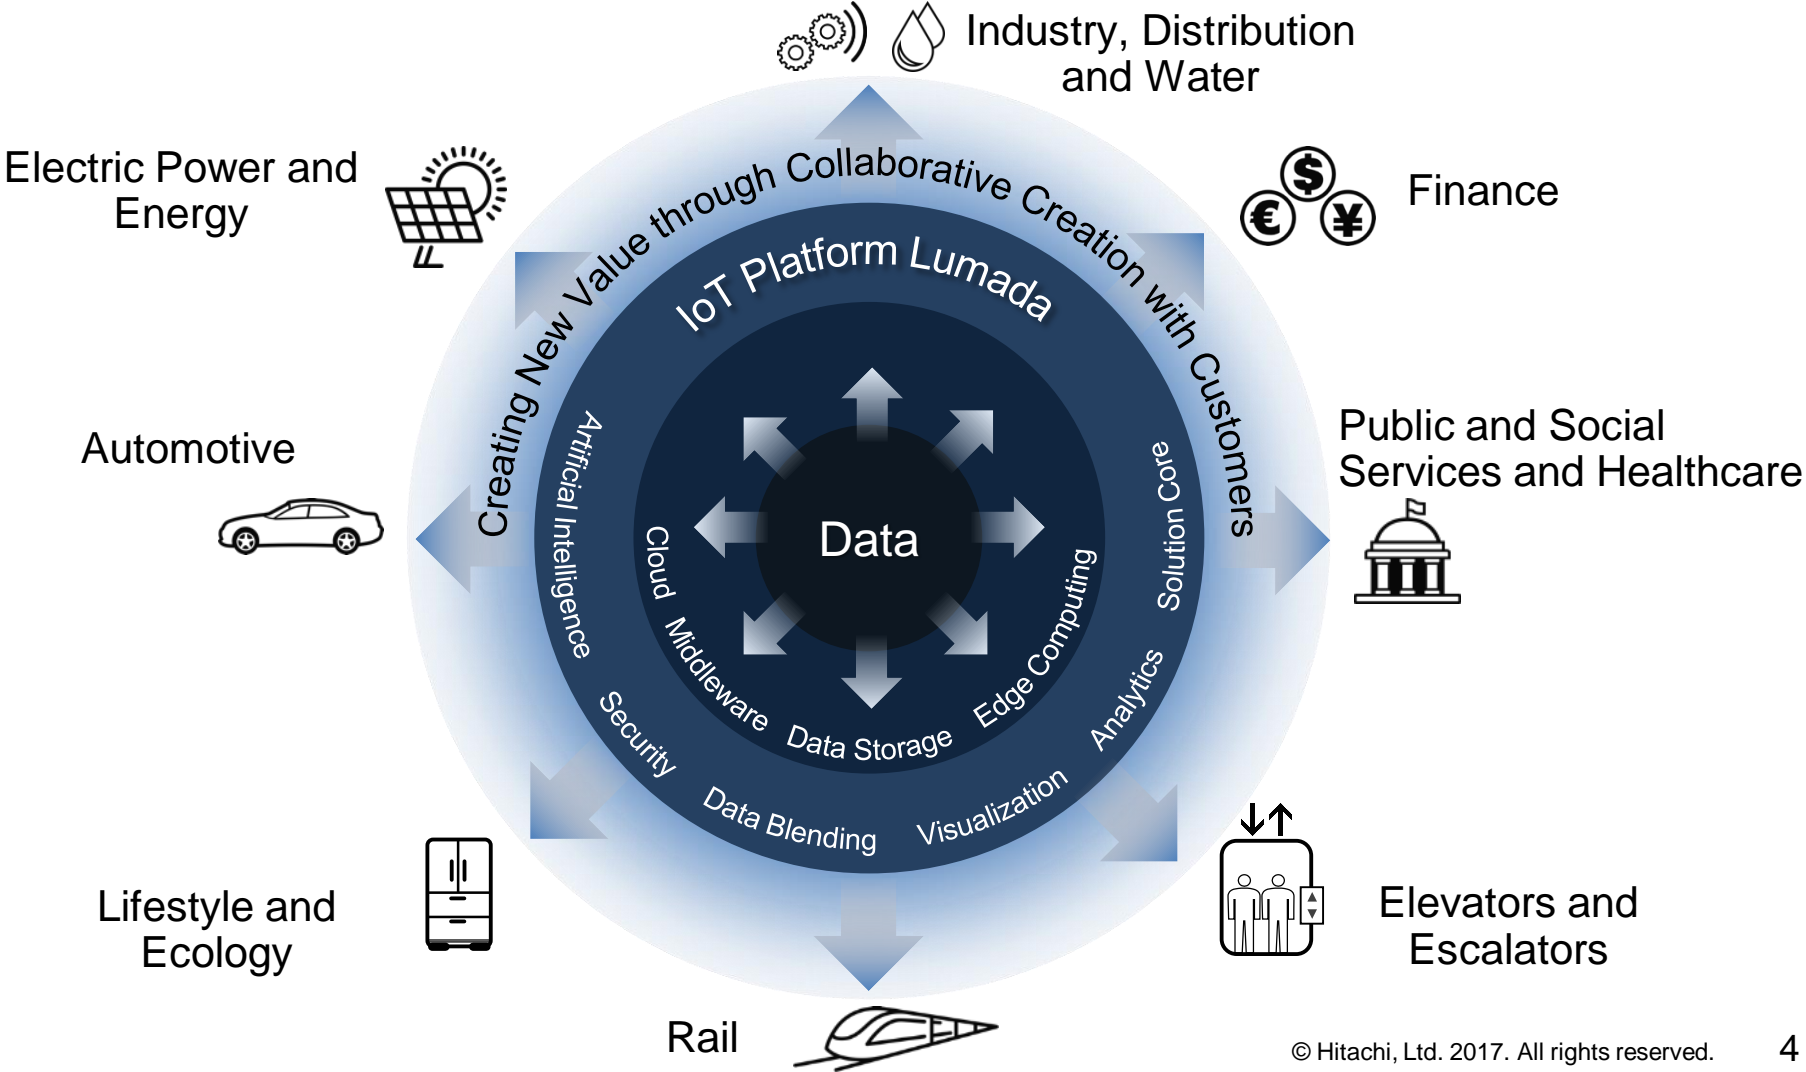 Industry, Distribution
and Water
Electric Power and
Energy
Finance
Creating New Value through Collaborative Creation with Customers
IoT Platform Lumada
Automotive
Public and Social
Services and Healthcare
Data
Cloud
Middleware
Data Storage
Edge Computing
Artificial Intelligence
Security
Data Blending
Visualization
Analytics
Solution Core
Lifestyle and
Ecology
Elevators and
Escalators
Rail
© Hitachi, Ltd. 2017. All rights reserved.
4
$
€
¥